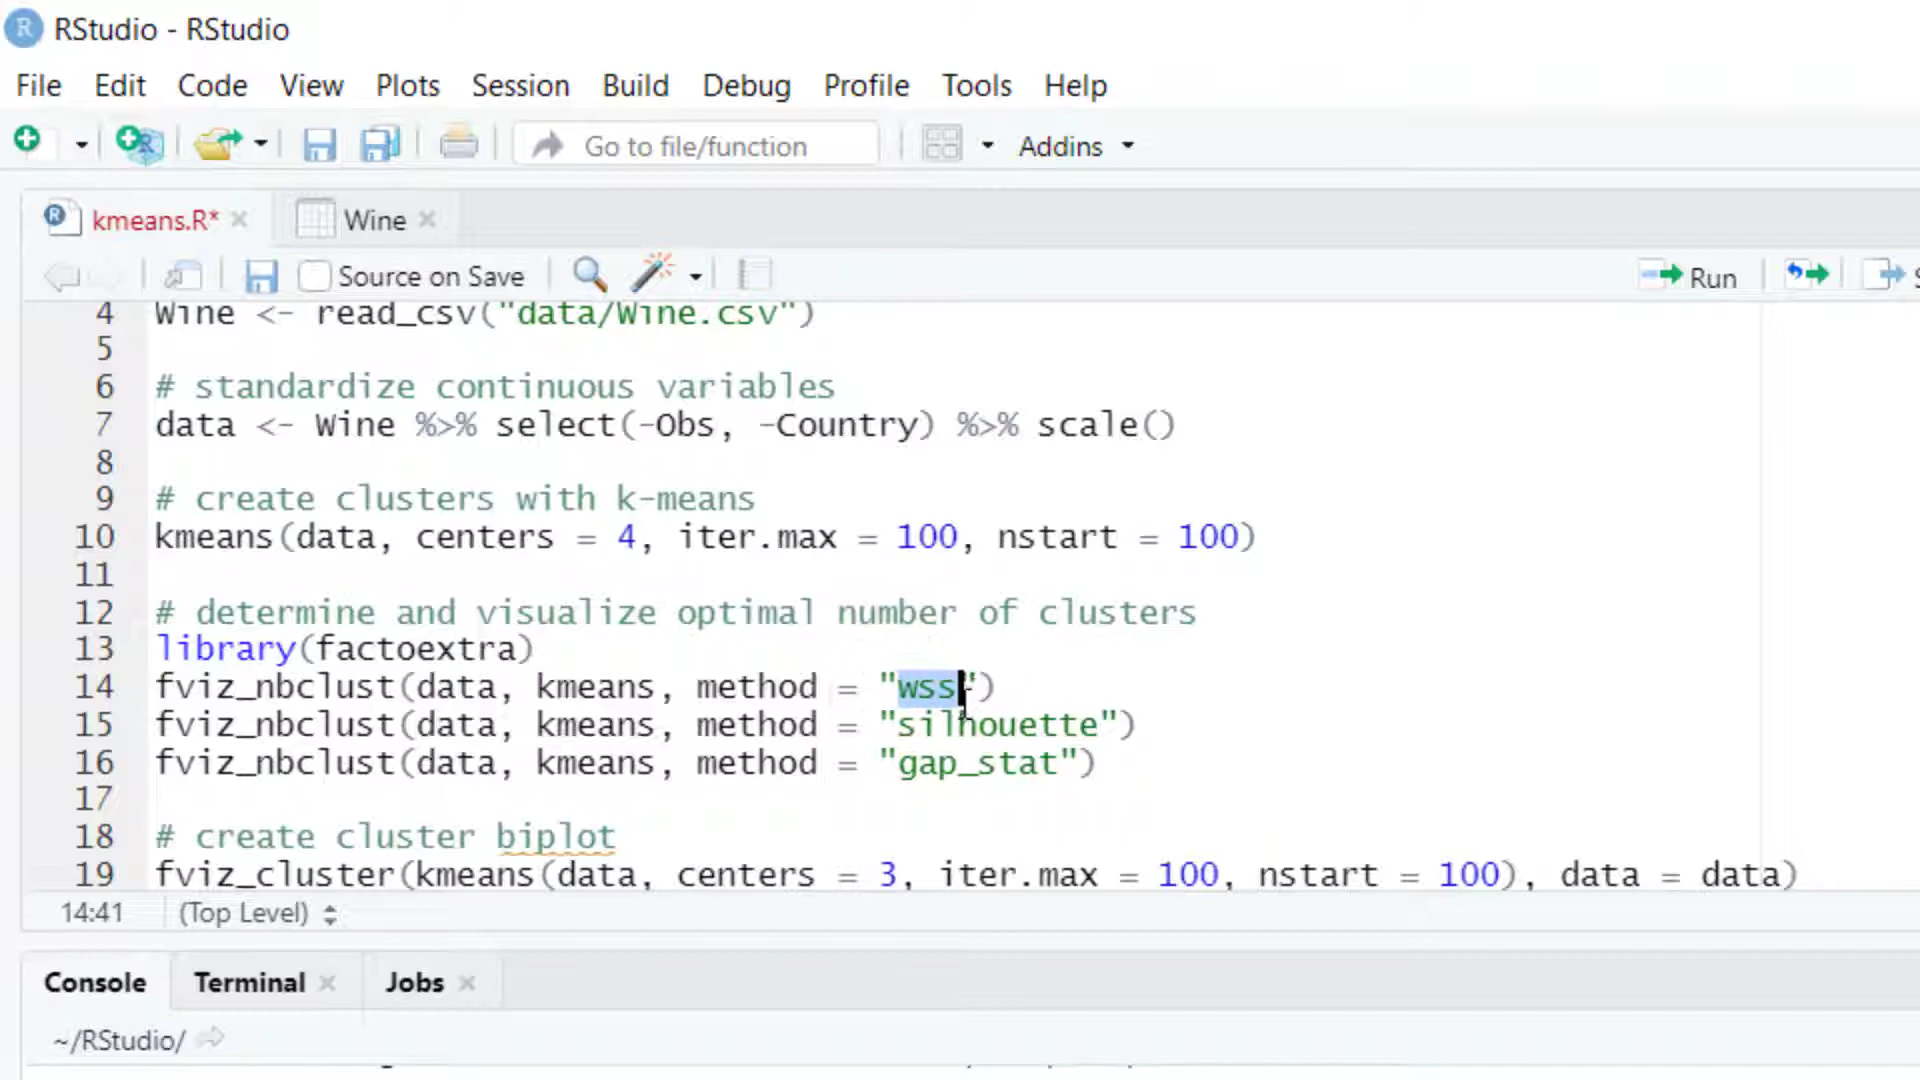 RStudio - RStudio
File Edit Code View Plots Session Build Debug Profile Tools Help
Go to file/function Addins
kmeans.R* Wine
Source on Save Run
4 Wine <- read_csv("data/Wine.csv")
5
6 # standardize continuous variables
7 data <- Wine %>% select(-Obs, -Country) %>% scale()
8
9 # create clusters with k-means
10 kmeans(data, centers = 4, iter.max = 100, nstart = 100)
11
12 # determine and visualize optimal number of clusters
13 library(factoextra)
14 fviz_nbclust(data, kmeans, method = "wss")
15 fviz_nbclust(data, kmeans, method = "silhouette")
16 fviz_nbclust(data, kmeans, method = "gap_stat")
17
18 # create cluster biplot
19 fviz_cluster(kmeans(data, centers = 3, iter.max = 100, nstart = 100), data = data)
14:41 (Top Level)
Console Terminal Jobs
~/RStudio/